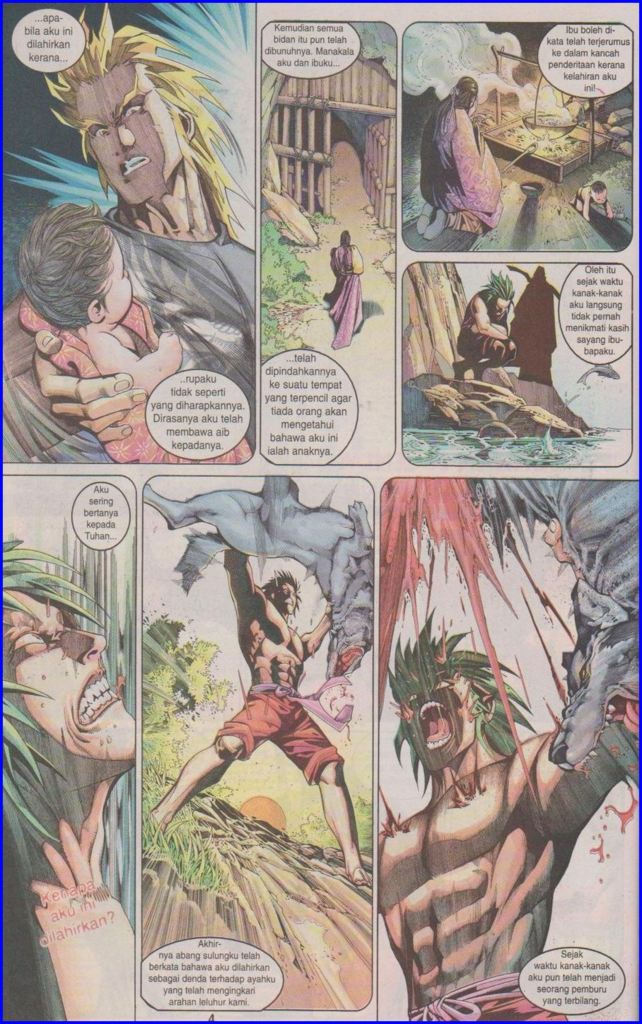 ...apa-
bila aku ini
dilahirkan
kerana...
..rupaku
tidak seperti
yang diharapkannya.
Dirasanya aku telah
membawa aib
kepadanya.
Kemudian semua
bidan itu pun telah
dibunuhnya. Manakala
aku dan ibuku...
...telah
dipindahkannya
ke suatu tempat
yang terpencil agar
tiada orang akan
mengetahui
bahawa aku ini
ialah anaknya.
Ibu boleh di-
kata telah terjerumus
ke dalam kancah
penderitaan kerana
kelahiran aku
ini!
Oleh itu
sejak waktu
kanak-kanak
aku langsung
tidak pernah
menikmati kasih
sayang ibu-
bapaku.
Aku
sering
bertanya
kepada
Tuhan...
Kenapa
aku ini
dilahirkan?
Akhir-
nya abang sulungku telah
berkata bahawa aku dilahirkan
sebagai denda terhadap ayahku
yang telah mengingkari
arahan leluhur kami.
Sejak
waktu kanak-kanak
aku pun telah menjadi
seorang pemburu
yang terbilang.
4